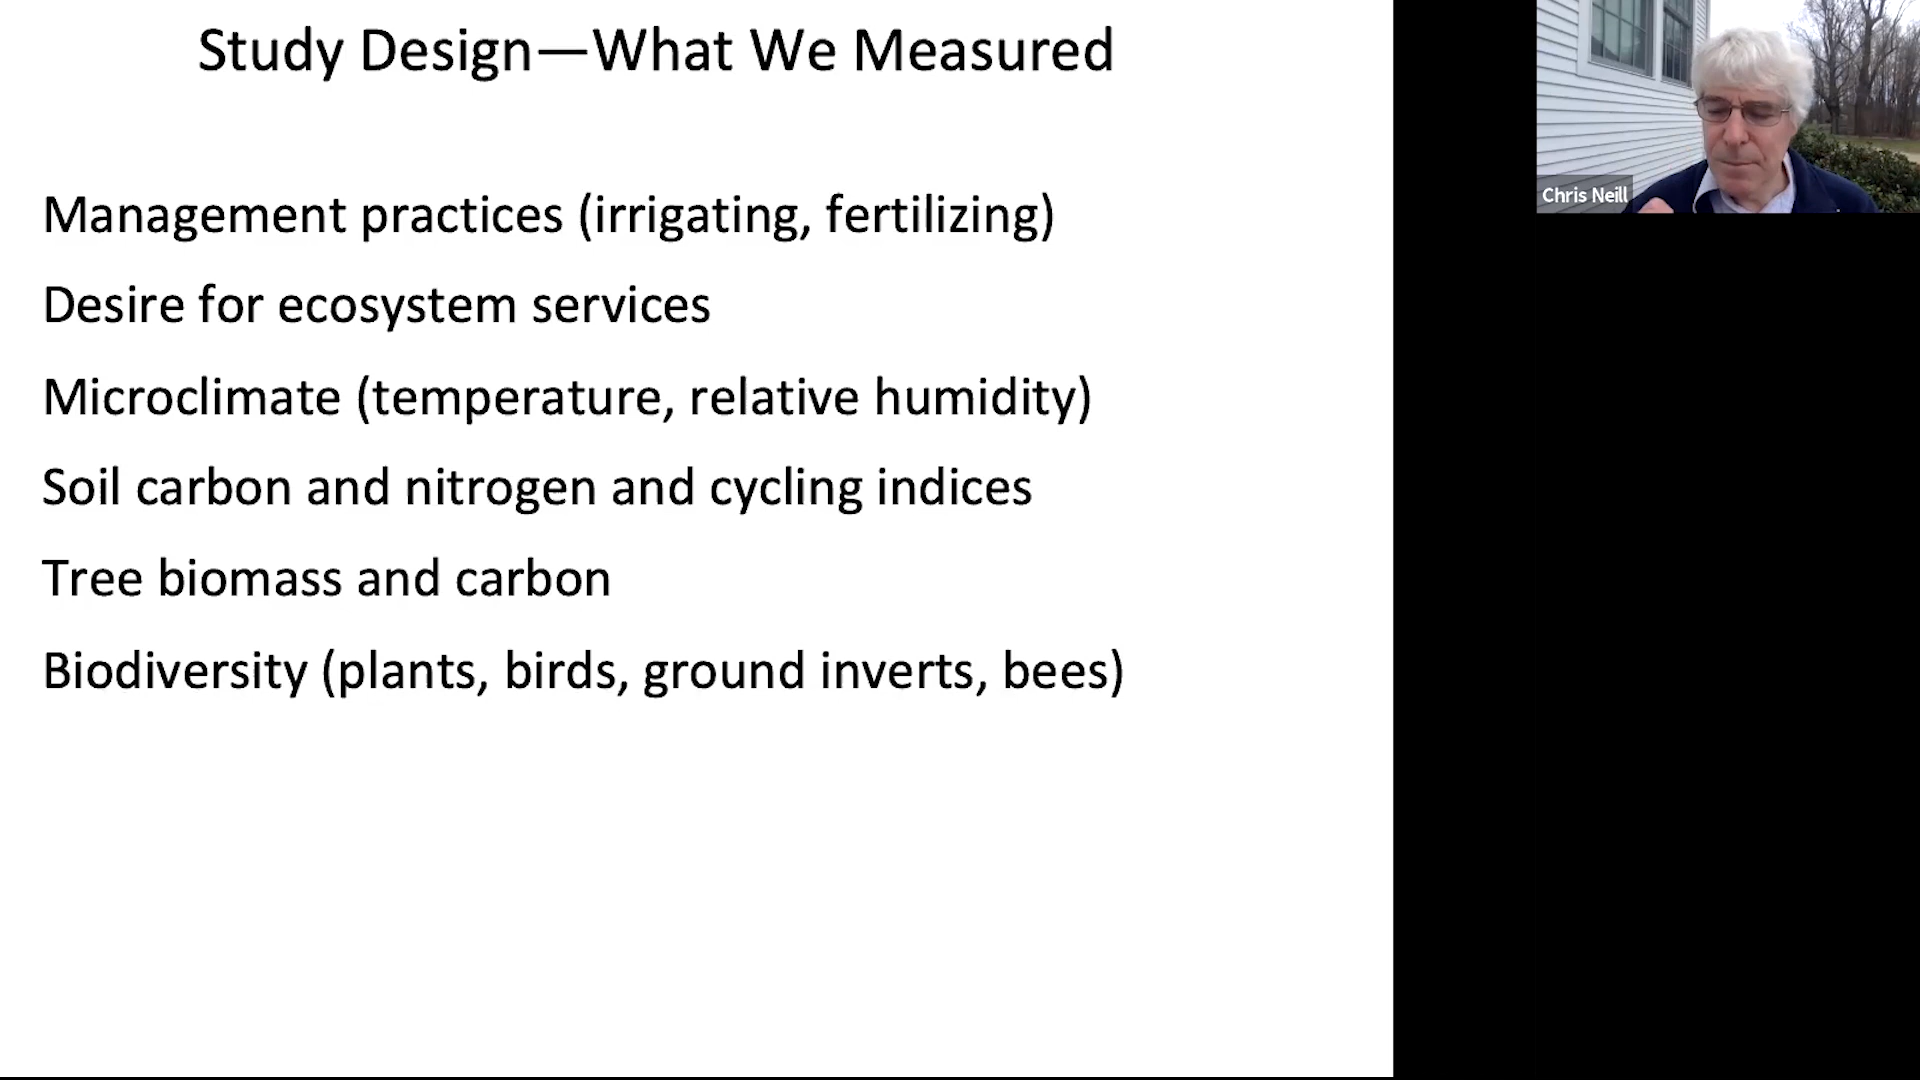 Study Design—What We Measured
Management practices (irrigating, fertilizing)
Desire for ecosystem services
Microclimate (temperature, relative humidity)
Soil carbon and nitrogen and cycling indices
Tree biomass and carbon
Biodiversity (plants, birds, ground inverts, bees)
Chris Neill